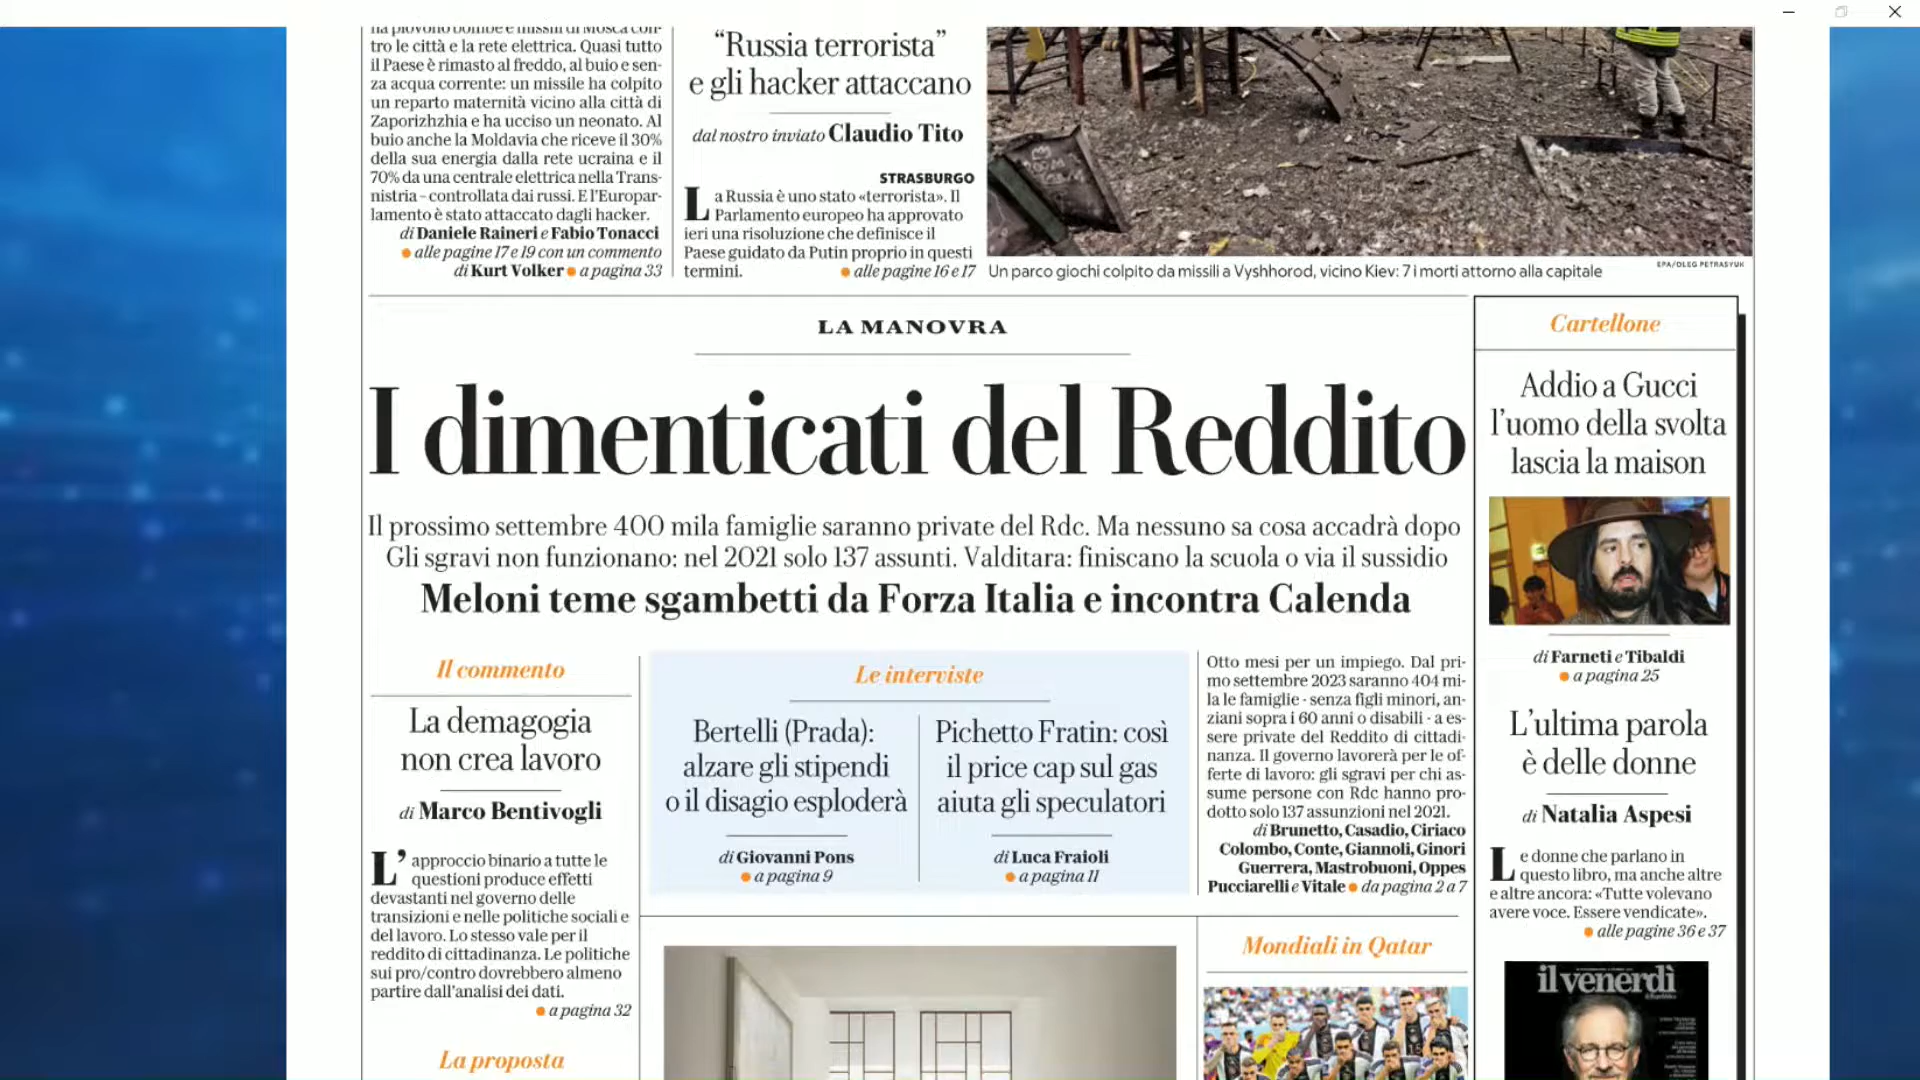 tro le città e la rete elettrica. Quasi tutto
il Paese è rimasto al freddo, al buio e sen-
za acqua corrente: un missile ha colpito
un reparto maternità vicino alla città di
Zaporizhzhia e ha ucciso un neonato. Al
buio anche la Moldavia che riceve il 30%
della sua energia dalla rete ucraina e il
70% da una centrale elettrica nella Trans-
nistria – controllata dai russi. E l'Europar-
lamento è stato attaccato dagli hacker.
di Daniele Raineri e Fabio Tonacci
● alle pagine 17 e 19 con un commento
di Kurt Volker ● a pagina 33
“Russia terrorista”
e gli hacker attaccano
dal nostro inviato Claudio Tito
STRASBURGO
La Russia è uno stato «terrorista». Il
Parlamento europeo ha approvato
ieri una risoluzione che definisce il
Paese guidato da Putin proprio in questi
termini. ● alle pagine 16 e 17
EPA/OLEG PETRASYUK
Un parco giochi colpito da missili a Vyshhorod, vicino Kiev: 7 i morti attorno alla capitale
LA MANOVRA
I dimenticati del Reddito
Il prossimo settembre 400 mila famiglie saranno private del Rdc. Ma nessuno sa cosa accadrà dopo
Gli sgravi non funzionano: nel 2021 solo 137 assunti. Valditara: finiscano la scuola o via il sussidio
Meloni teme sgambetti da Forza Italia e incontra Calenda
Il commento
La demagogia
non crea lavoro
di Marco Bentivogli
L'approccio binario a tutte le
questioni produce effetti
devastanti nel governo delle
transizioni e nelle politiche sociali e
del lavoro. Lo stesso vale per il
reddito di cittadinanza. Le politiche
sui pro/contro dovrebbero almeno
partire dall'analisi dei dati.
● a pagina 32
La proposta
Le interviste
Bertelli (Prada):
alzare gli stipendi
o il disagio esploderà
di Giovanni Pons
● a pagina 9
Pichetto Fratin: così
il price cap sul gas
aiuta gli speculatori
di Luca Fraioli
● a pagina 11
Otto mesi per un impiego. Dal pri-
mo settembre 2023 saranno 404 mi-
la le famiglie - senza figli minori, an-
ziani sopra i 60 anni o disabili - a es-
sere private del Reddito di cittadi-
nanza. Il governo lavorerà per le of-
ferte di lavoro: gli sgravi per chi as-
sume persone con Rdc hanno pro-
dotto solo 137 assunzioni nel 2021.
di Brunetto, Casadio, Ciriaco
Colombo, Conte, Giannoli, Ginori
Guerrera, Mastrobuoni, Oppes
Pucciarelli e Vitale ● da pagina 2 a 7
Mondiali in Qatar
Cartellone
Addio a Gucci
l'uomo della svolta
lascia la maison
di Farneti e Tibaldi
● a pagina 25
L'ultima parola
è delle donne
di Natalia Aspesi
Le donne che parlano in
questo libro, ma anche altre
e altre ancora: «Tutte volevano
avere voce. Essere vendicate».
● alle pagine 36 e 37
il venerdì